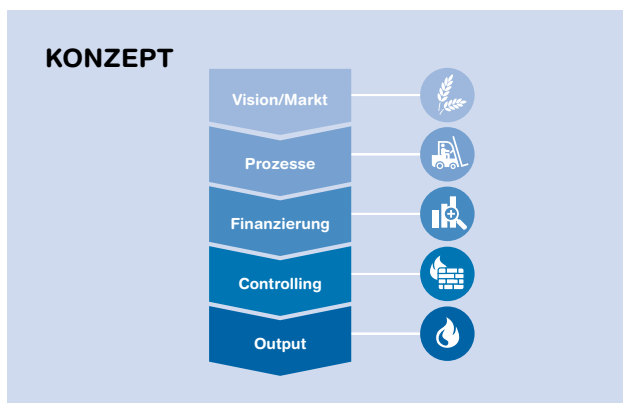 KONZEPT
Vision/Markt
Prozesse
Finanzierung
Controlling
Output